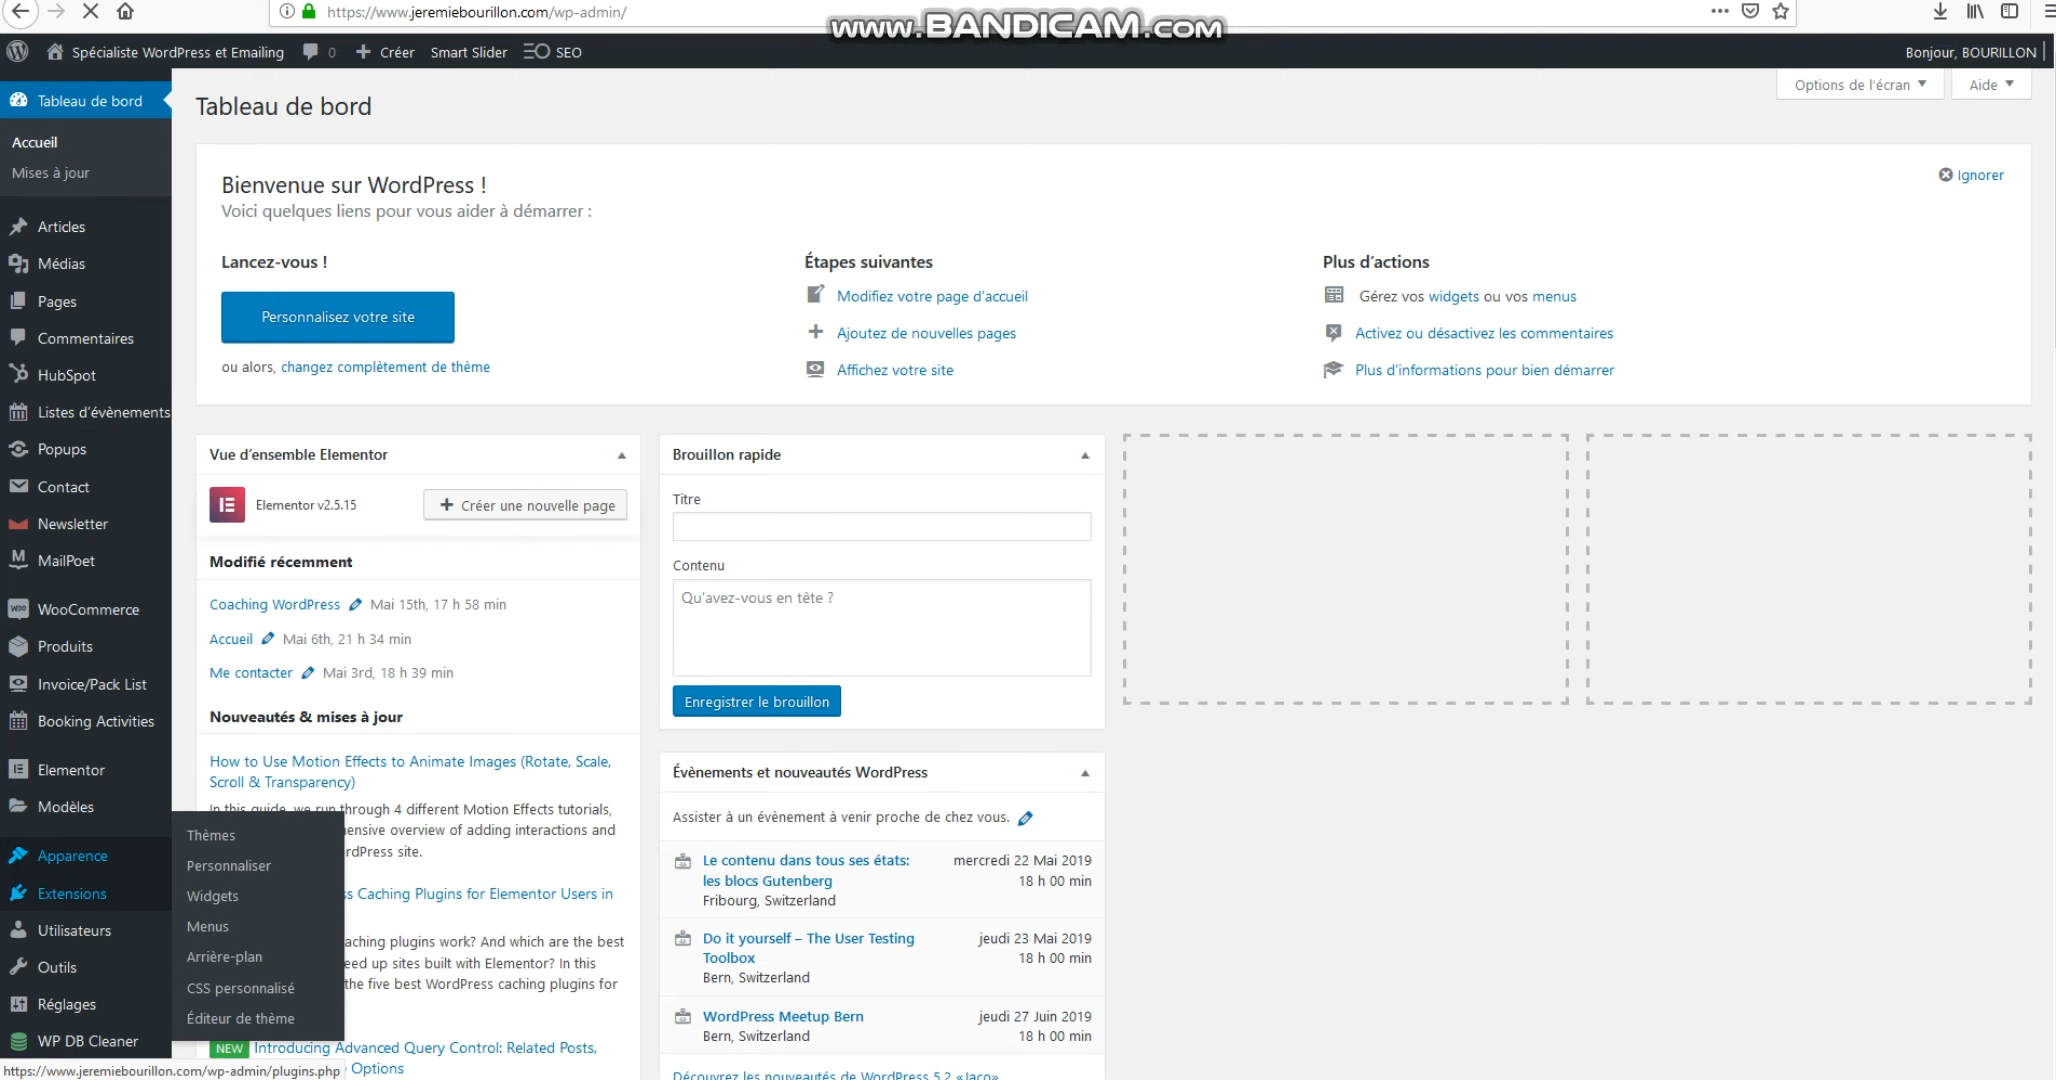 https://www.jeremiebourillon.com/wp-admin/
www.BANDICAM.com
Spécialiste WordPress et Emailing
0
Créer
Smart Slider
SEO
Bonjour, BOURILLON
Tableau de bord
Accueil
Mises à jour
Articles
Médias
Pages
Commentaires
HubSpot
Listes d'évènements
Popups
Contact
Newsletter
MailPoet
WooCommerce
Produits
Invoice/Pack List
Booking Activities
Elementor
Modèles
Apparence
Extensions
Utilisateurs
Outils
Réglages
WP DB Cleaner
Thèmes
Personnaliser
Widgets
Menus
Arrière-plan
CSS personnalisé
Éditeur de thème
Tableau de bord
Options de l'écran
Aide
Bienvenue sur WordPress !
Voici quelques liens pour vous aider à démarrer :
Ignorer
Lancez-vous !
Personnalisez votre site
ou alors, changez complètement de thème
Étapes suivantes
Modifiez votre page d'accueil
Ajoutez de nouvelles pages
Affichez votre site
Plus d'actions
Gérez vos widgets ou vos menus
Activez ou désactivez les commentaires
Plus d'informations pour bien démarrer
Vue d'ensemble Elementor
Elementor v2.5.15
Créer une nouvelle page
Modifié récemment
Coaching WordPress Mai 15th, 17 h 58 min
Accueil Mai 6th, 21 h 34 min
Me contacter Mai 3rd, 18 h 39 min
Nouveautés & mises à jour
How to Use Motion Effects to Animate Images (Rotate, Scale,
Scroll & Transparency)
In this guide, we run through 4 different Motion Effects tutorials,
overview of adding interactions and
site.
Caching Plugins for Elementor Users in
plugins work? And which are the best
up sites built with Elementor? In this
the five best WordPress caching plugins for
NEW Introducing Advanced Query Control: Related Posts,
Options
Brouillon rapide
Titre
Contenu
Qu'avez-vous en tête ?
Enregistrer le brouillon
Évènements et nouveautés WordPress
Assister à un évènement à venir proche de chez vous.
Le contenu dans tous ses états: mercredi 22 Mai 2019
les blocs Gutenberg 18 h 00 min
Fribourg, Switzerland
Do it yourself – The User Testing jeudi 23 Mai 2019
Toolbox 18 h 00 min
Bern, Switzerland
WordPress Meetup Bern jeudi 27 Juin 2019
Bern, Switzerland 18 h 00 min
Découvrez les nouveautés de WordPress 5.2 «Jaco»
https://www.jeremiebourillon.com/wp-admin/plugins.php